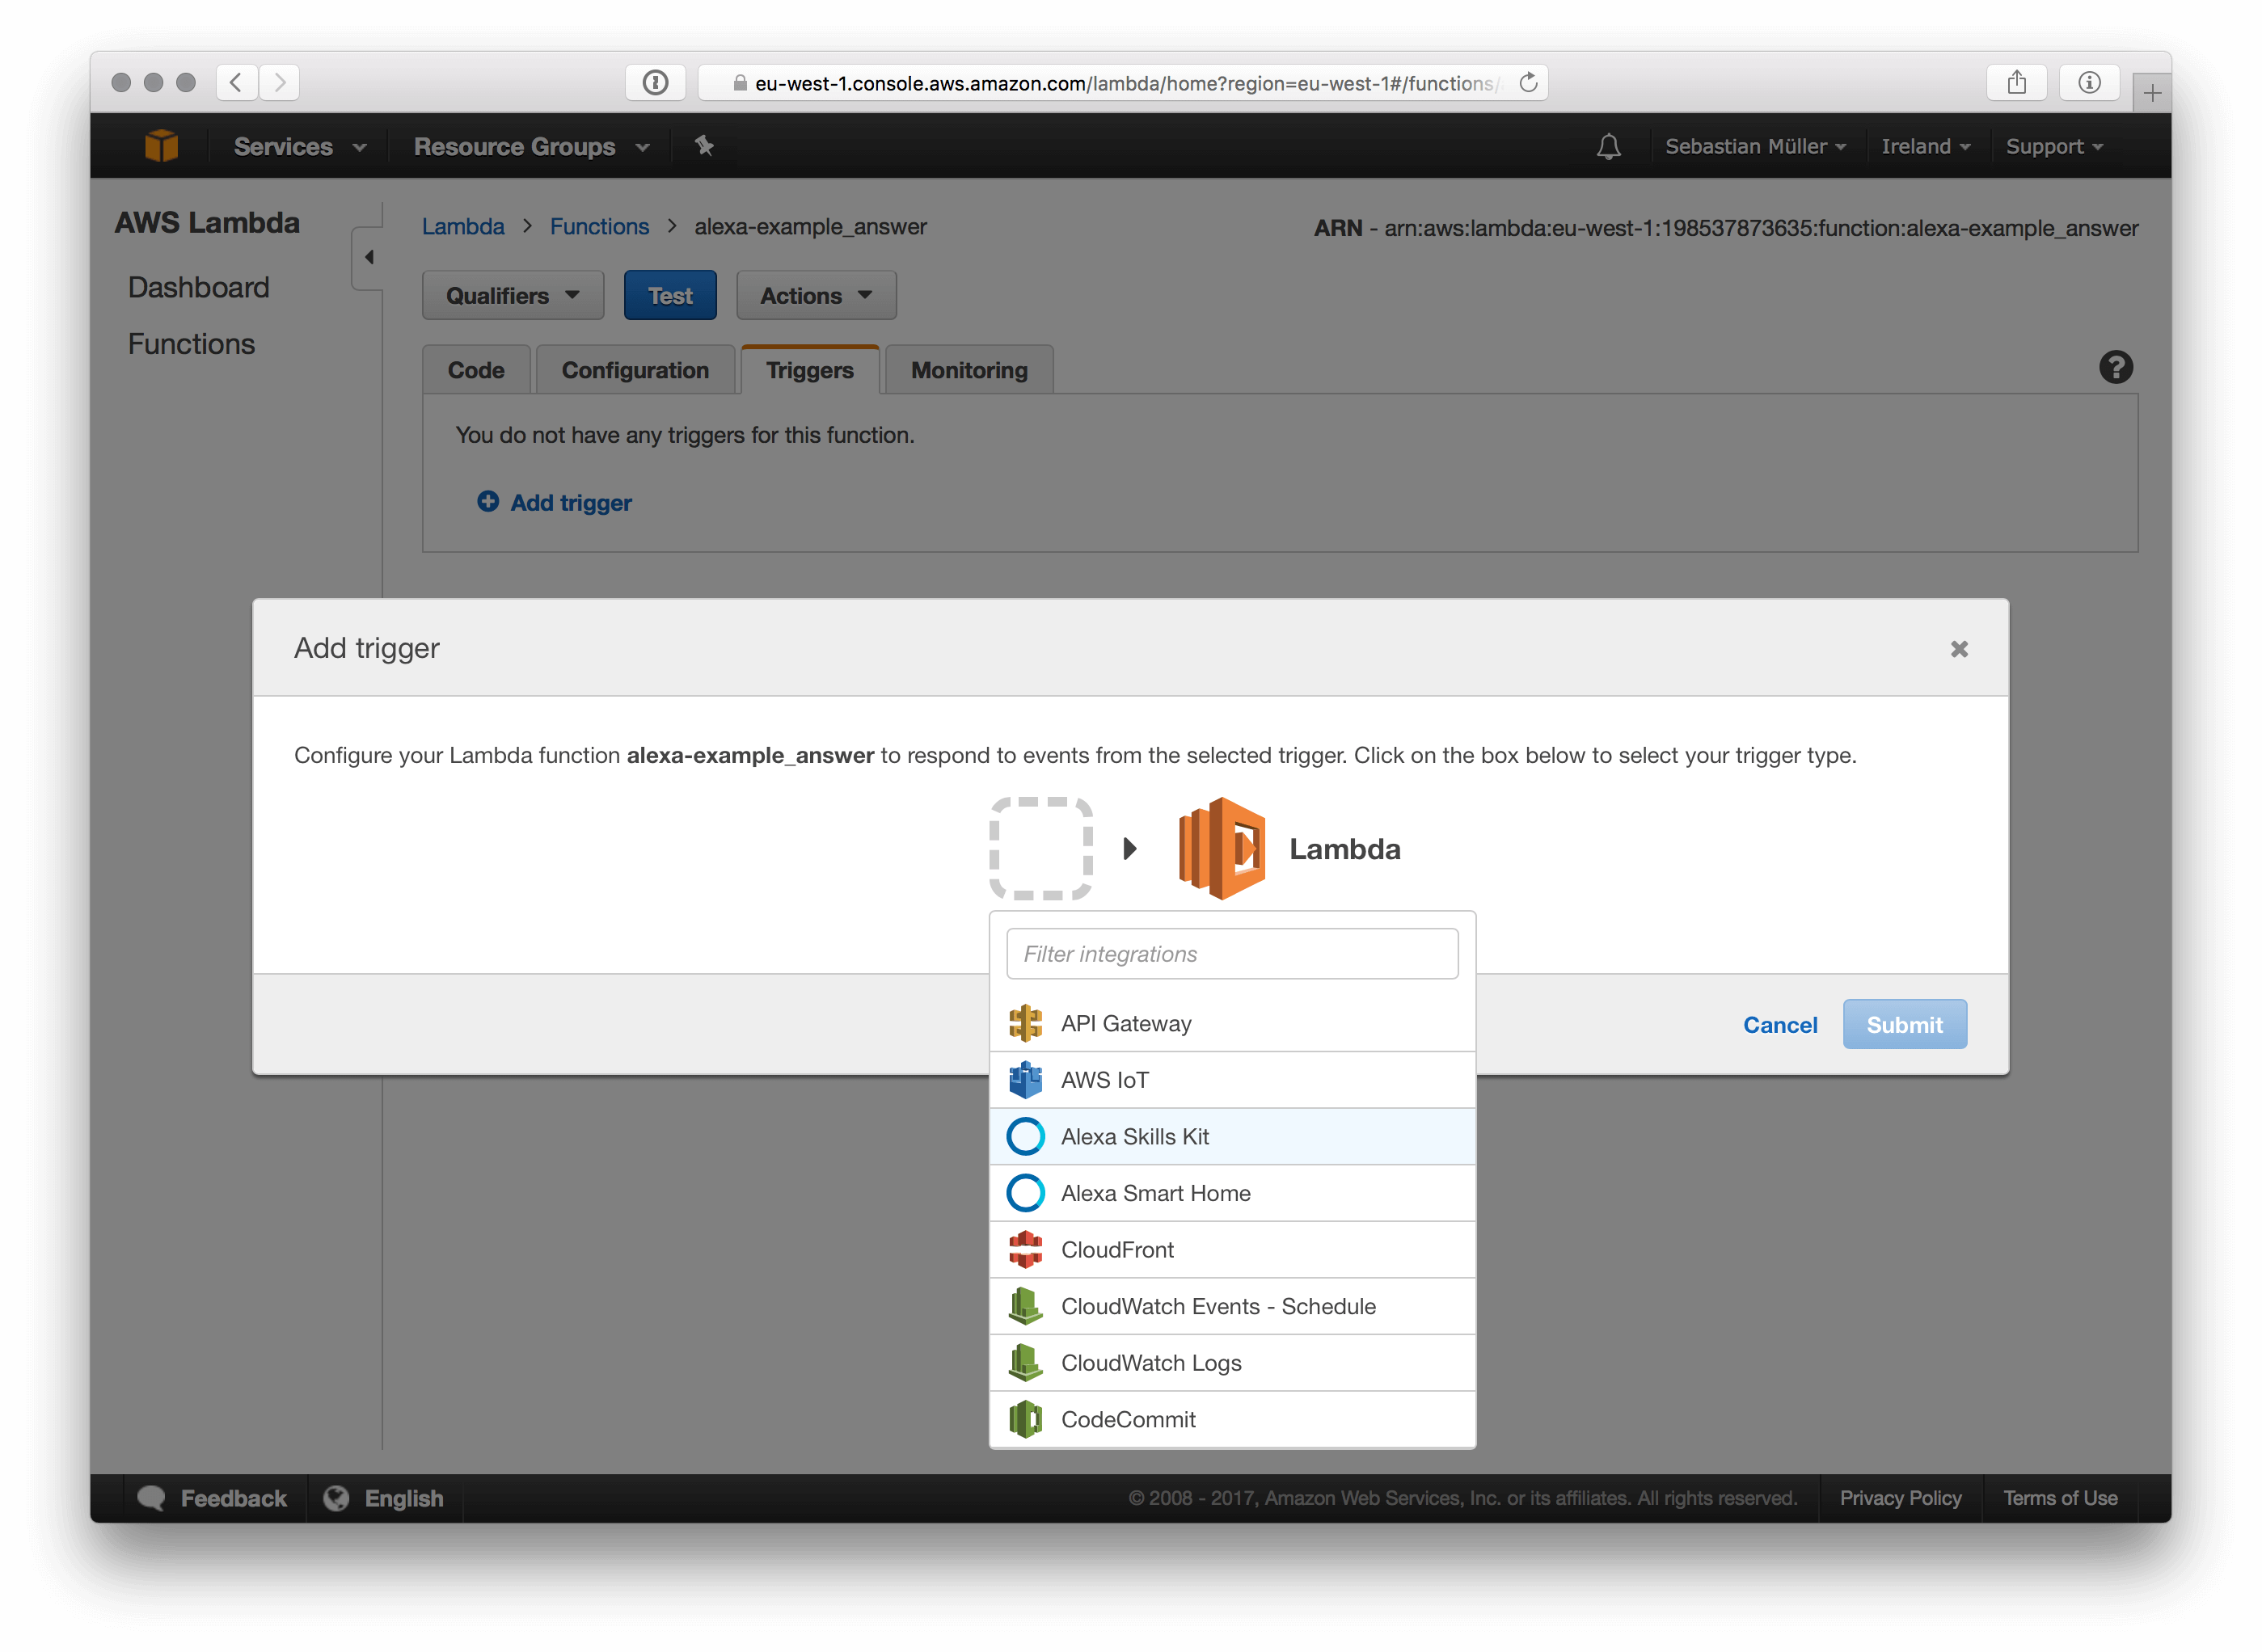 eu-west-1.console.aws.amazon.com/lambda/home?region=eu-west-1#/functions/
Services
Resource Groups
Sebastian Müller
Ireland
Support
AWS Lambda
Dashboard
Functions
Lambda > Functions > alexa-example_answer
ARN - arn:aws:lambda:eu-west-1:198537873635:function:alexa-example_answer
Qualifiers
Test
Actions
Code
Configuration
Triggers
Monitoring
You do not have any triggers for this function.
Add trigger
Add trigger
Configure your Lambda function alexa-example_answer to respond to events from the selected trigger. Click on the box below to select your trigger type.
Lambda
Filter integrations
API Gateway
AWS IoT
Alexa Skills Kit
Alexa Smart Home
CloudFront
CloudWatch Events - Schedule
CloudWatch Logs
CodeCommit
Cancel
Submit
Feedback
English
© 2008 - 2017, Amazon Web Services, Inc. or its affiliates. All rights reserved.
Privacy Policy
Terms of Use